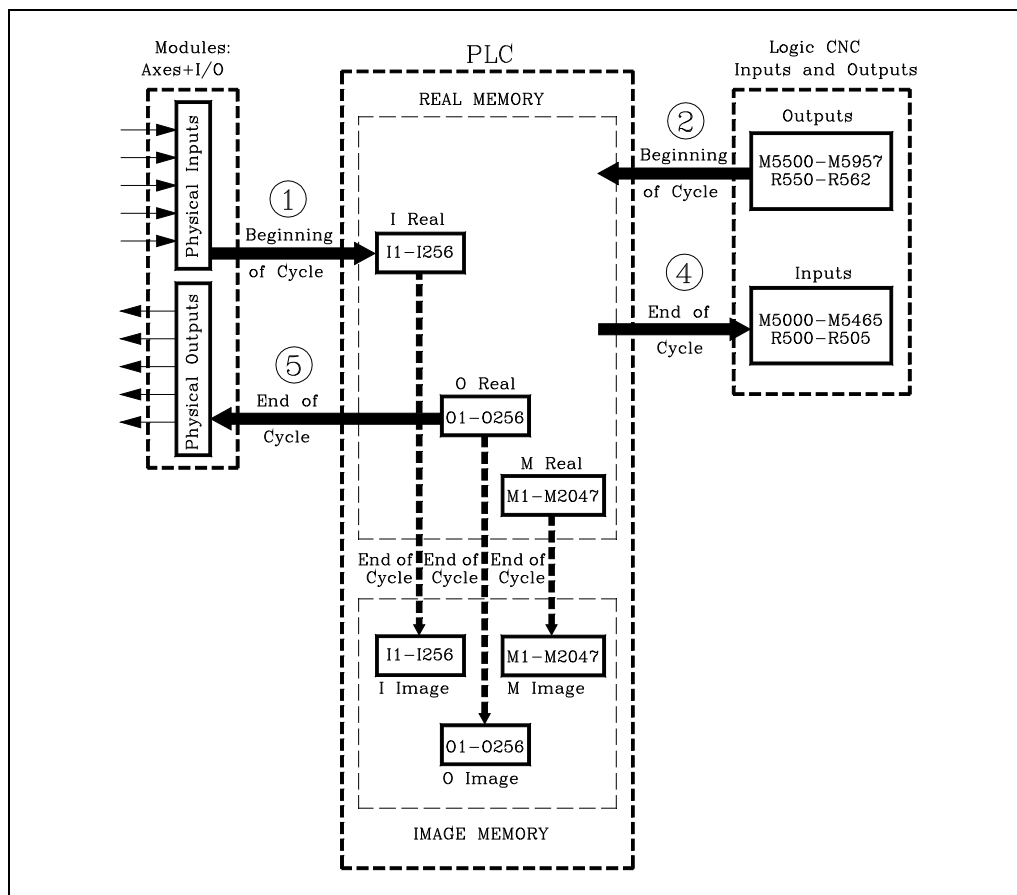 Modules:
Axes+I/O
PLC
Logic CNC
Inputs and Outputs
REAL MEMORY
Physical Inputs
1
Beginning
of Cycle
I Real
I1-I256
2
Beginning
of Cycle
Outputs
M5500-M5957
R550-R562
4
End of
Cycle
Inputs
M5000-M5465
R500-R505
Physical Outputs
5
End of
Cycle
O Real
O1-O256
M Real
M1-M2047
End of
Cycle
End of
Cycle
End of
Cycle
I1-I256
I Image
M1-M2047
M Image
O1-O256
O Image
IMAGE MEMORY